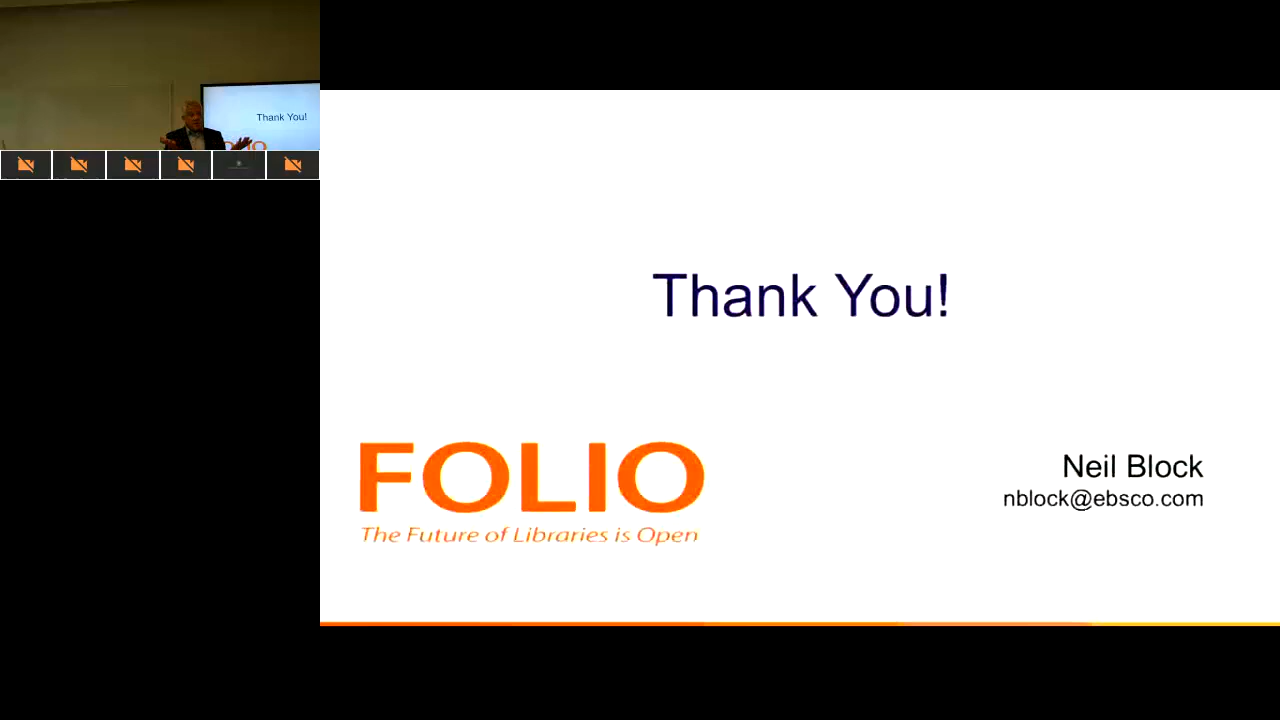 Thank You!
Thank You!
FOLIO
The Future of Libraries is Open
Neil Block
nblock@ebsco.com